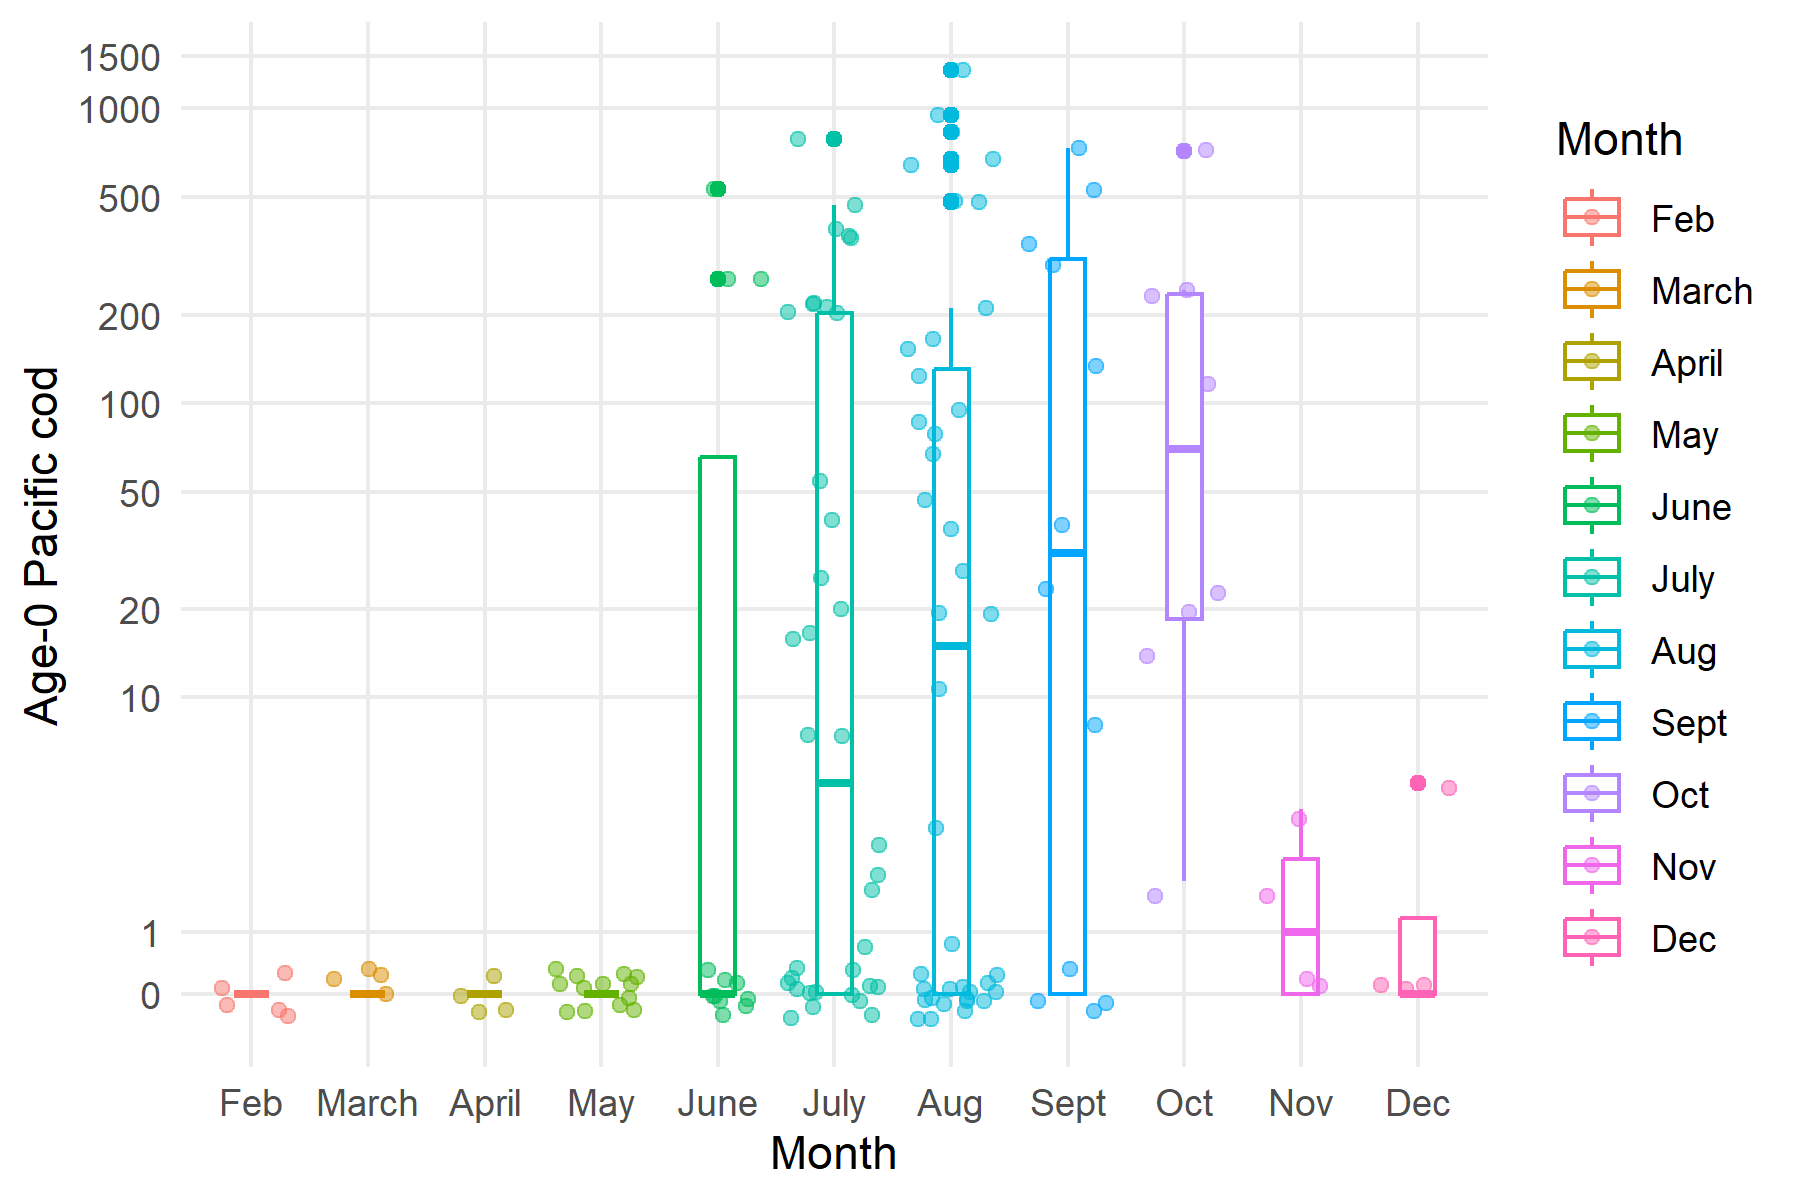 1500
1000
500
200
100
50
20
10
1
0
Age-0 Pacific cod
Feb March April May June July Aug Sept Oct Nov Dec
Month
Month
Feb
March
April
May
June
July
Aug
Sept
Oct
Nov
Dec